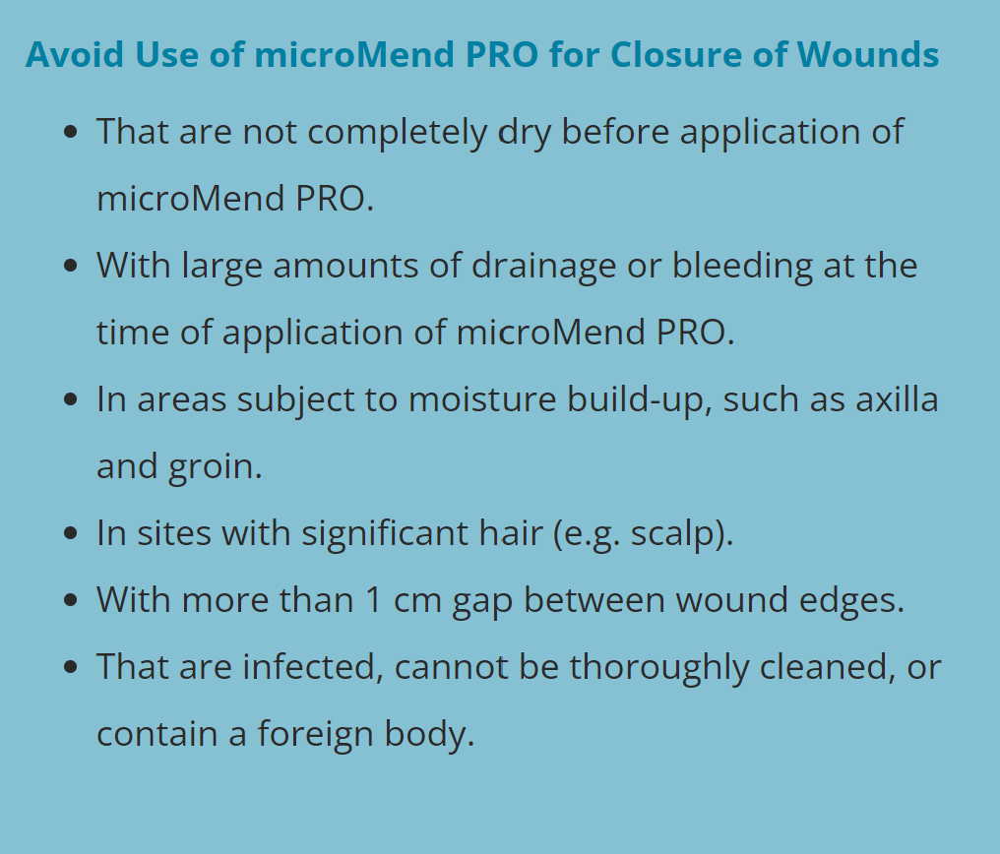 Avoid Use of microMend PRO for Closure of Wounds
• That are not completely dry before application of
microMend PRO.
• With large amounts of drainage or bleeding at the
time of application of microMend PRO.
• In areas subject to moisture build-up, such as axilla
and groin.
• In sites with significant hair (e.g. scalp).
• With more than 1 cm gap between wound edges.
• That are infected, cannot be thoroughly cleaned, or
contain a foreign body.